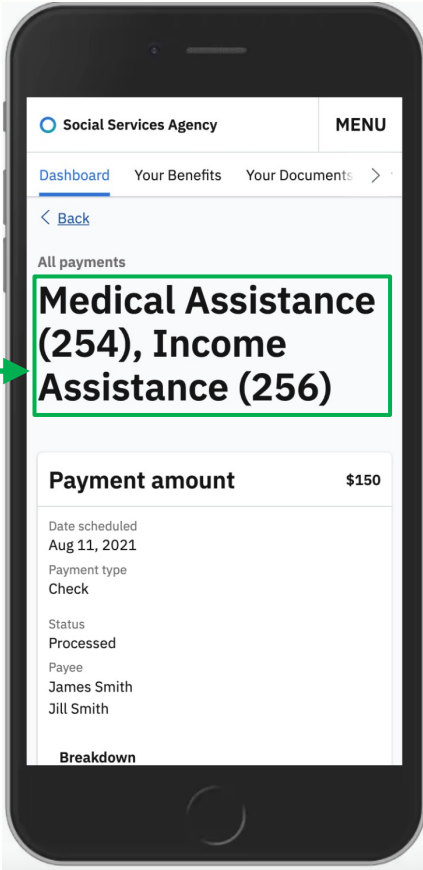 Social Services Agency MENU
Dashboard Your Benefits Your Documents
Back
All payments
Medical Assistance
(254), Income
Assistance (256)
Payment amount $150
Date scheduled
Aug 11, 2021
Payment type
Check
Status
Processed
Payee
James Smith
Jill Smith
Breakdown